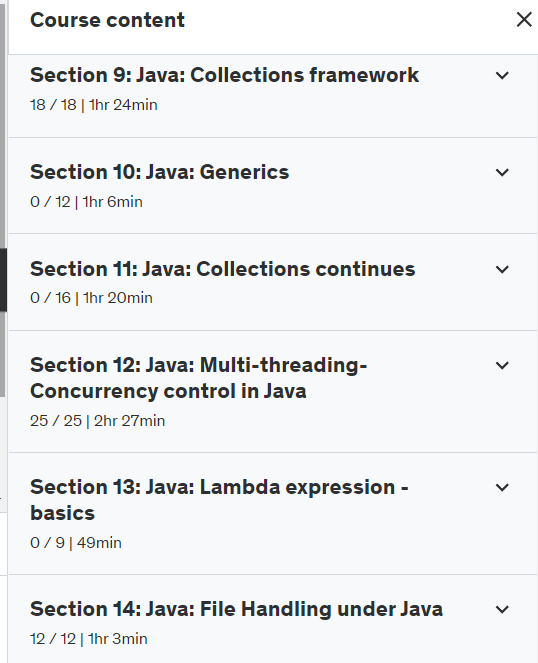 Course content
Section 9: Java: Collections framework
18 / 18 | 1hr 24min
Section 10: Java: Generics
0 / 12 | 1hr 6min
Section 11: Java: Collections continues
0 / 16 | 1hr 20min
Section 12: Java: Multi-threading-
Concurrency control in Java
25 / 25 | 2hr 27min
Section 13: Java: Lambda expression -
basics
0 / 9 | 49min
Section 14: Java: File Handling under Java
12 / 12 | 1hr 3min